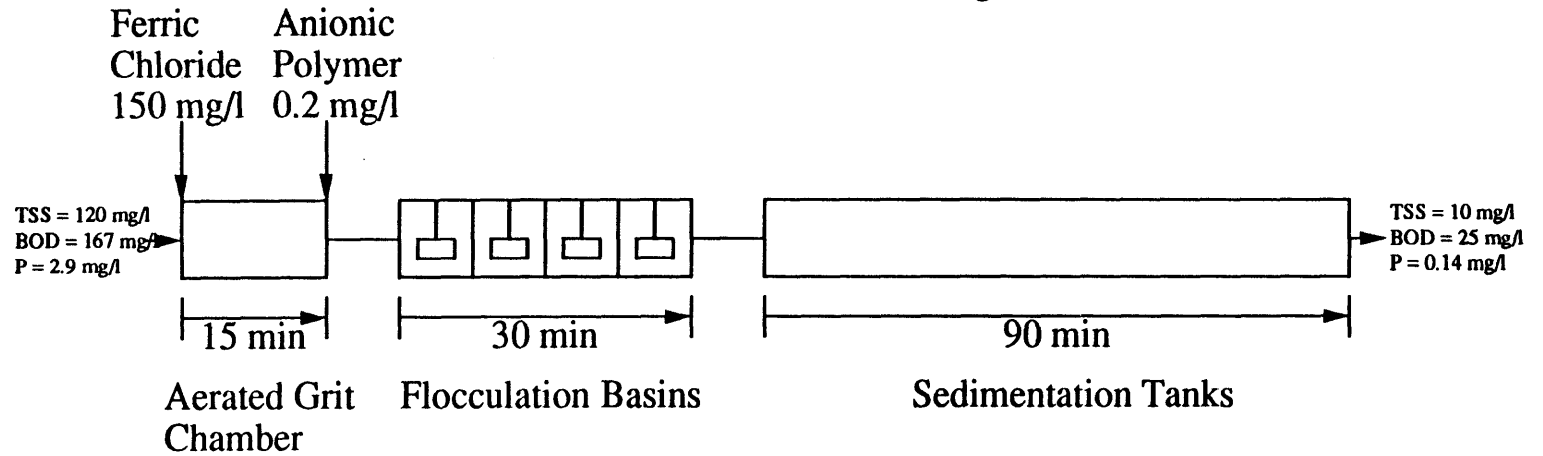 Ferric
Chloride
150 mg/l
Anionic
Polymer
0.2 mg/l
TSS = 120 mg/l
BOD = 167 mg/l
P = 2.9 mg/l
TSS = 10 mg/l
BOD = 25 mg/l
P = 0.14 mg/l
15 min
30 min
90 min
Aerated Grit
Chamber
Flocculation Basins
Sedimentation Tanks